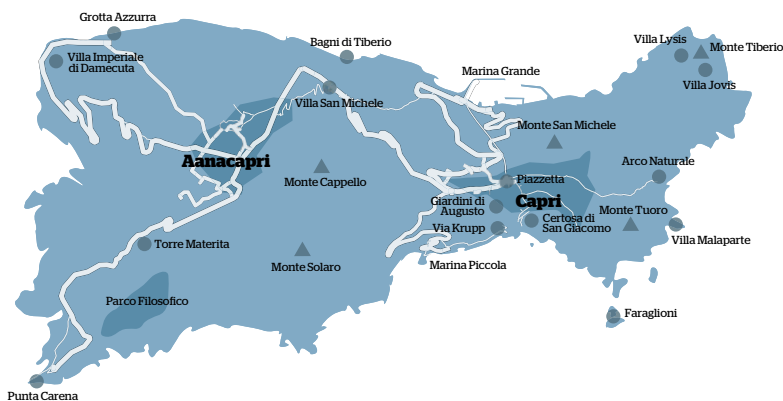 Grotta Azzurra
Villa Imperiale
di Damecuta
Bagni di Tiberio
Villa Lysis
Monte Tiberio
Villa Jovis
Marina Grande
Villa San Michele
Monte San Michele
Aanacapri
Monte Cappello
Arco Naturale
Piazzetta
Capri
Giardini di
Augusto
Via Krupp
Certosa di
San Giacomo
Monte Tuoro
Villa Malaparte
Torre Materita
Monte Solaro
Marina Piccola
Parco Filosofico
Faraglioni
Punta Carena